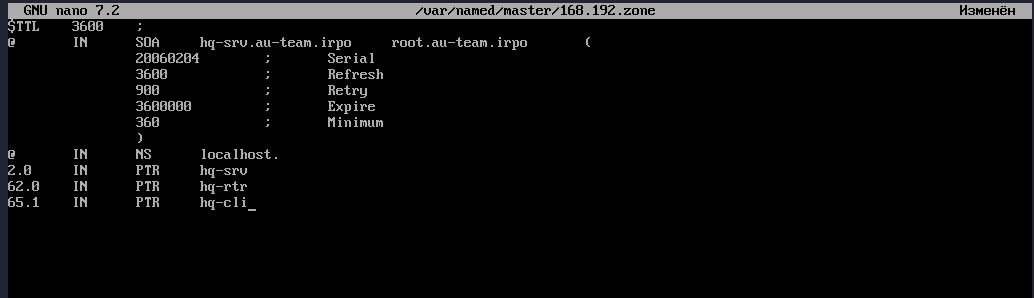 GNU nano 7.2 /var/named/master/168.192.zone Изменён
$TTL 3600 ;
@ IN SOA hq-srv.au-team.irpo root.au-team.irpo (
20060204 ; Serial
3600 ; Refresh
900 ; Retry
3600000 ; Expire
360 ; Minimum
)
@ IN NS localhost.
2.0 IN PTR hq-srv
62.0 IN PTR hq-rtr
65.1 IN PTR hq-cli_